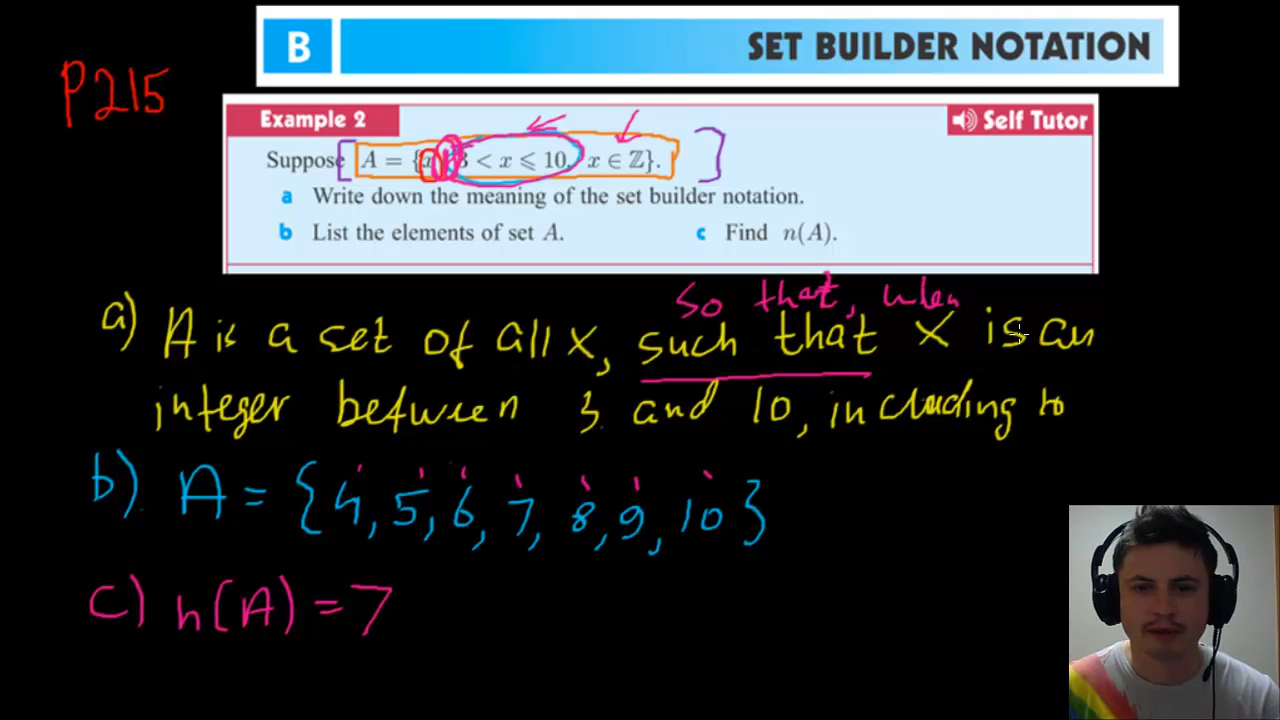 B SET BUILDER NOTATION
P215
Example 2 Self Tutor
Suppose A = {x | 3 < x ⩽ 10, x ∈ ℤ}.
a Write down the meaning of the set builder notation.
b List the elements of set A. c Find n(A).
so that, when
a) A is a set of all x, such that x is an
integer between 3 and 10, including 10
b) A = {4, 5, 6, 7, 8, 9, 10}
c) n(A) = 7